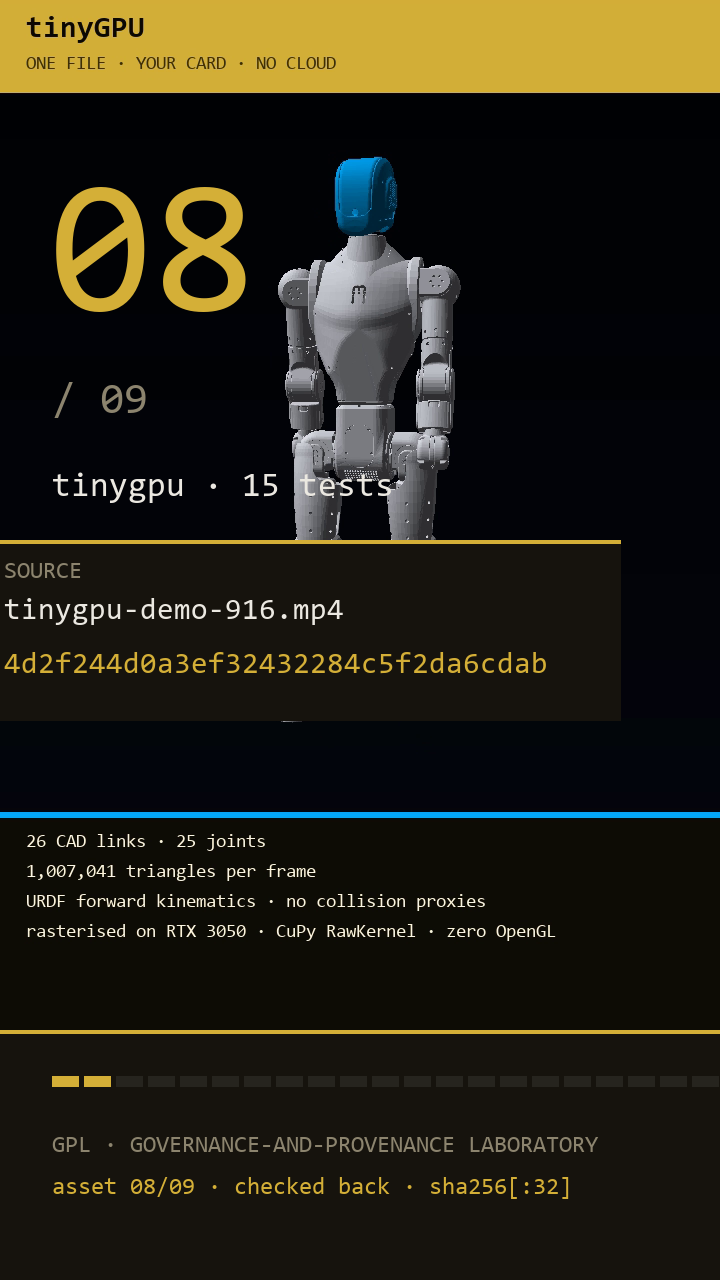 tinyGPU
ONE FILE · YOUR CARD · NO CLOUD
08
/ 09
tinygpu · 15 tests
SOURCE
tinygpu-demo-916.mp4
4d2f244d0a3ef32432284c5f2da6cdab
26 CAD links · 25 joints
1,007,041 triangles per frame
URDF forward kinematics · no collision proxies
rasterised on RTX 3050 · CuPy RawKernel · zero OpenGL
GPL · GOVERNANCE-AND-PROVENANCE LABORATORY
asset 08/09 · checked back · sha256[:32]